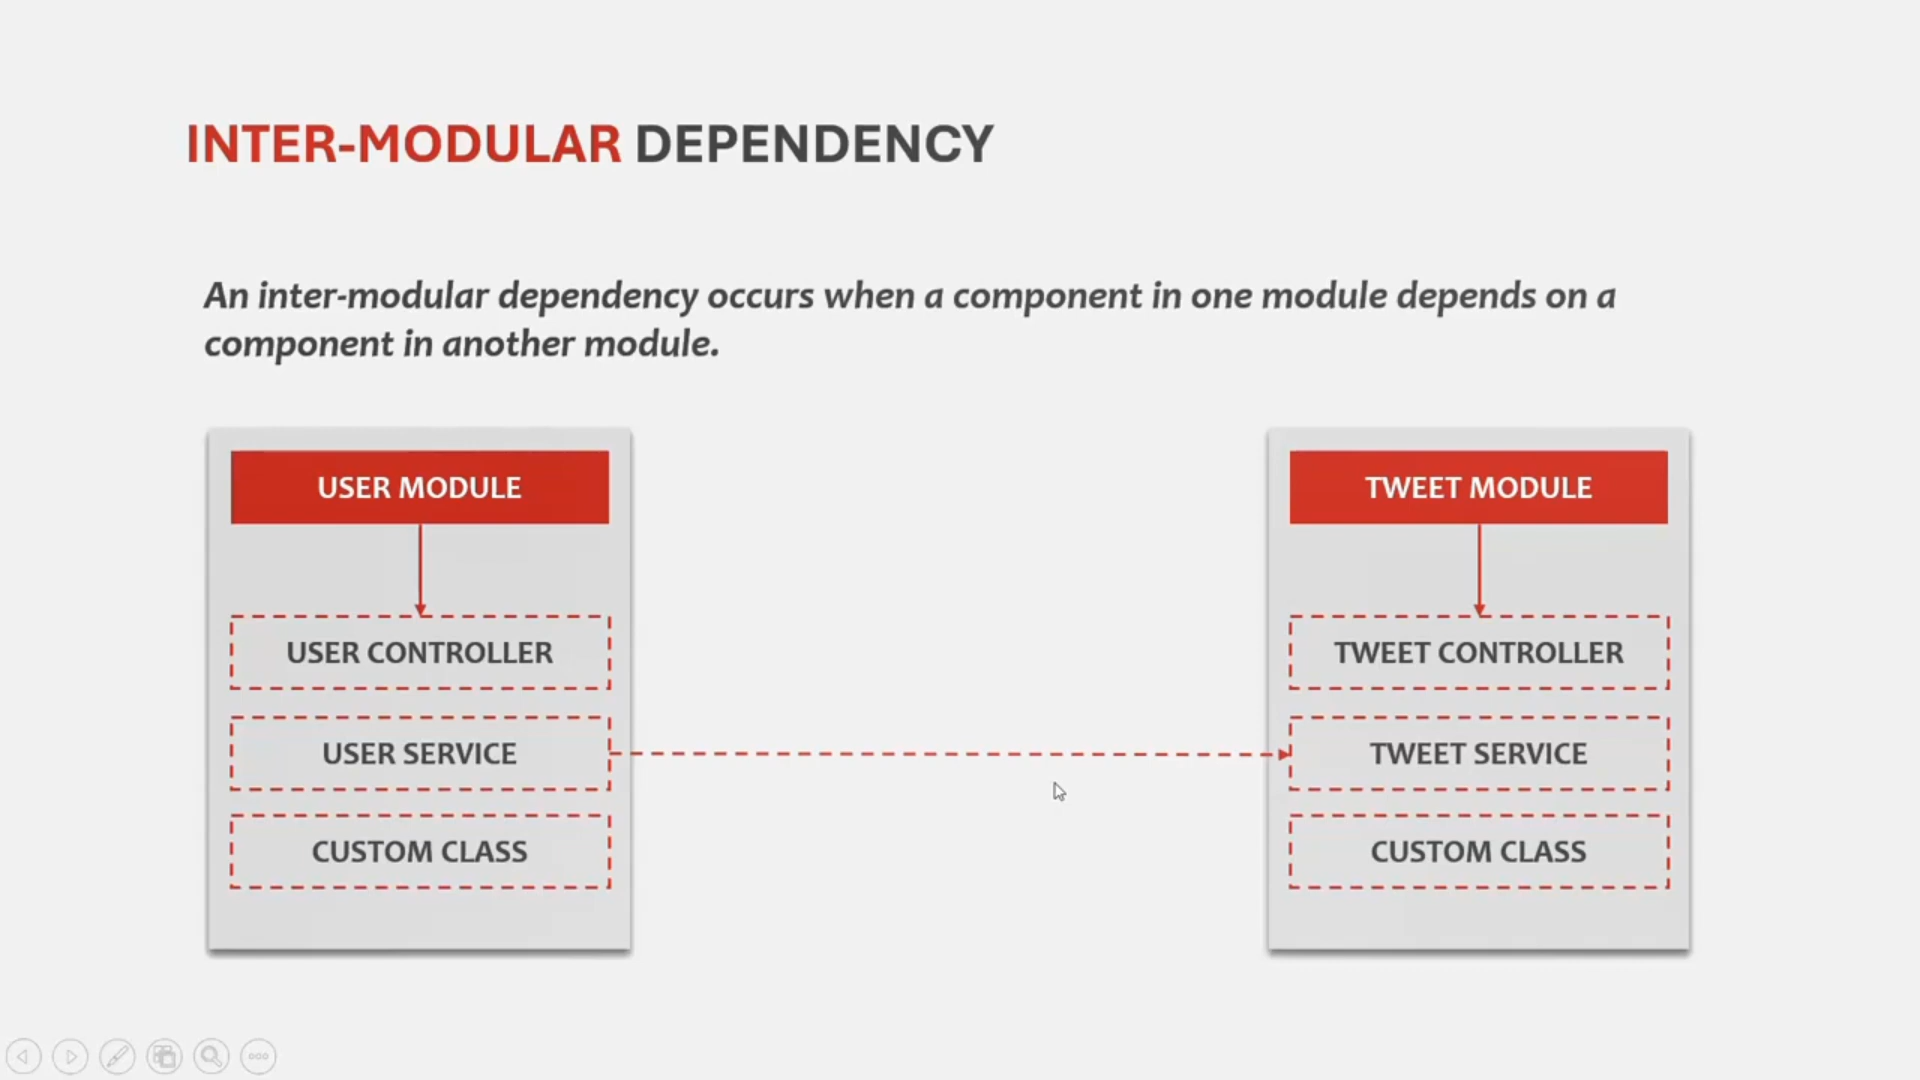 INTER-MODULAR DEPENDENCY
An inter-modular dependency occurs when a component in one module depends on a
component in another module.
USER MODULE
USER CONTROLLER
USER SERVICE
CUSTOM CLASS
TWEET MODULE
TWEET CONTROLLER
TWEET SERVICE
CUSTOM CLASS